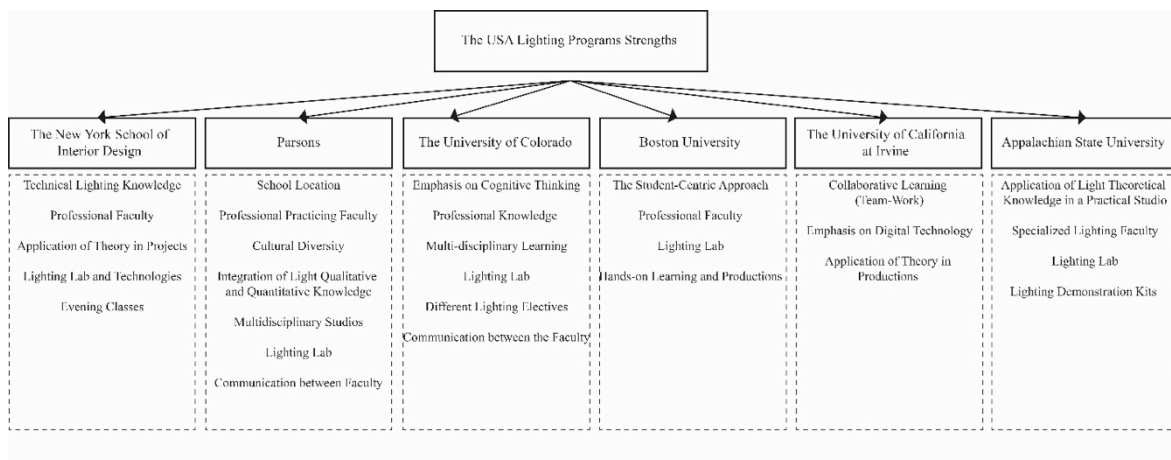 The USA Lighting Programs Strengths
The New York School of
Interior Design
Technical Lighting Knowledge
Professional Faculty
Application of Theory in Projects
Lighting Lab and Technologies
Evening Classes
Parsons
School Location
Professional Practicing Faculty
Cultural Diversity
Integration of Light Qualitative
and Quantitative Knowledge
Multidisciplinary Studios
Lighting Lab
Communication between Faculty
The University of Colorado
Emphasis on Cognitive Thinking
Professional Knowledge
Multi-disciplinary Learning
Lighting Lab
Different Lighting Electives
Communication between the Faculty
Boston University
The Student-Centric Approach
Professional Faculty
Lighting Lab
Hands-on Learning and Productions
The University of California
at Irvine
Collaborative Learning
(Team-Work)
Emphasis on Digital Technology
Application of Theory in
Productions
Appalachian State University
Application of Light Theoretical
Knowledge in a Practical Studio
Specialized Lighting Faculty
Lighting Lab
Lighting Demonstration Kits